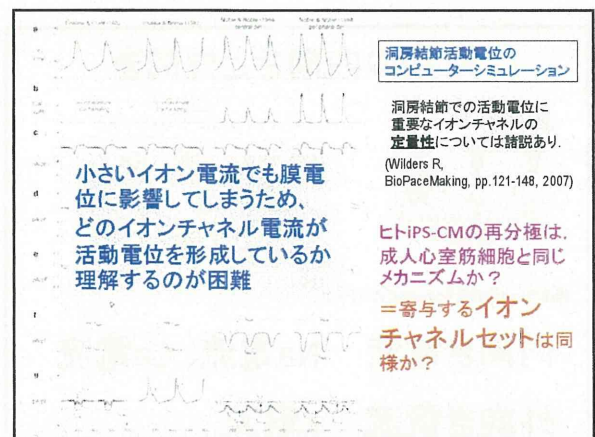 洞房結節活動電位の
コンピューターシミュレーション
洞房結節での活動電位に
重要なイオンチャネルの
定量性については諸説あり.
(Wilders R,
BioPaceMaking, pp.121-148, 2007)
小さいイオン電流でも膜電
位に影響してしまうため、
どのイオンチャネル電流が
活動電位を形成しているか
理解するのが困難
ヒトiPS-CMの再分極は,
成人心室筋細胞と同じ
メカニズムか？
＝寄与するイオン
チャネルセットは同
様か？
a
b
c
d
e
f
g